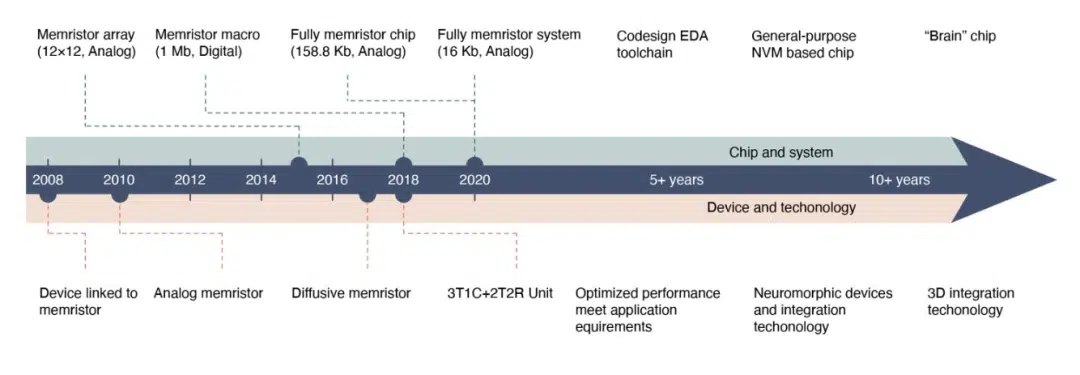 Memristor array
(12×12, Analog)
Memristor macro
(1 Mb, Digital)
Fully memristor chip
(158.8 Kb, Analog)
Fully memristor system
(16 Kb, Analog)
Codesign EDA
toolchain
General-purpose
NVM based chip
“Brain” chip
Chip and system
2008
2010
2012
2014
2016
2018
2020
5+ years
10+ years
Device and techonology
Device linked to
memristor
Analog memristor
Diffusive memristor
3T1C+2T2R Unit
Optimized performance
meet application
equirements
Neuromorphic devices
and integration
techonology
3D integration
techonology